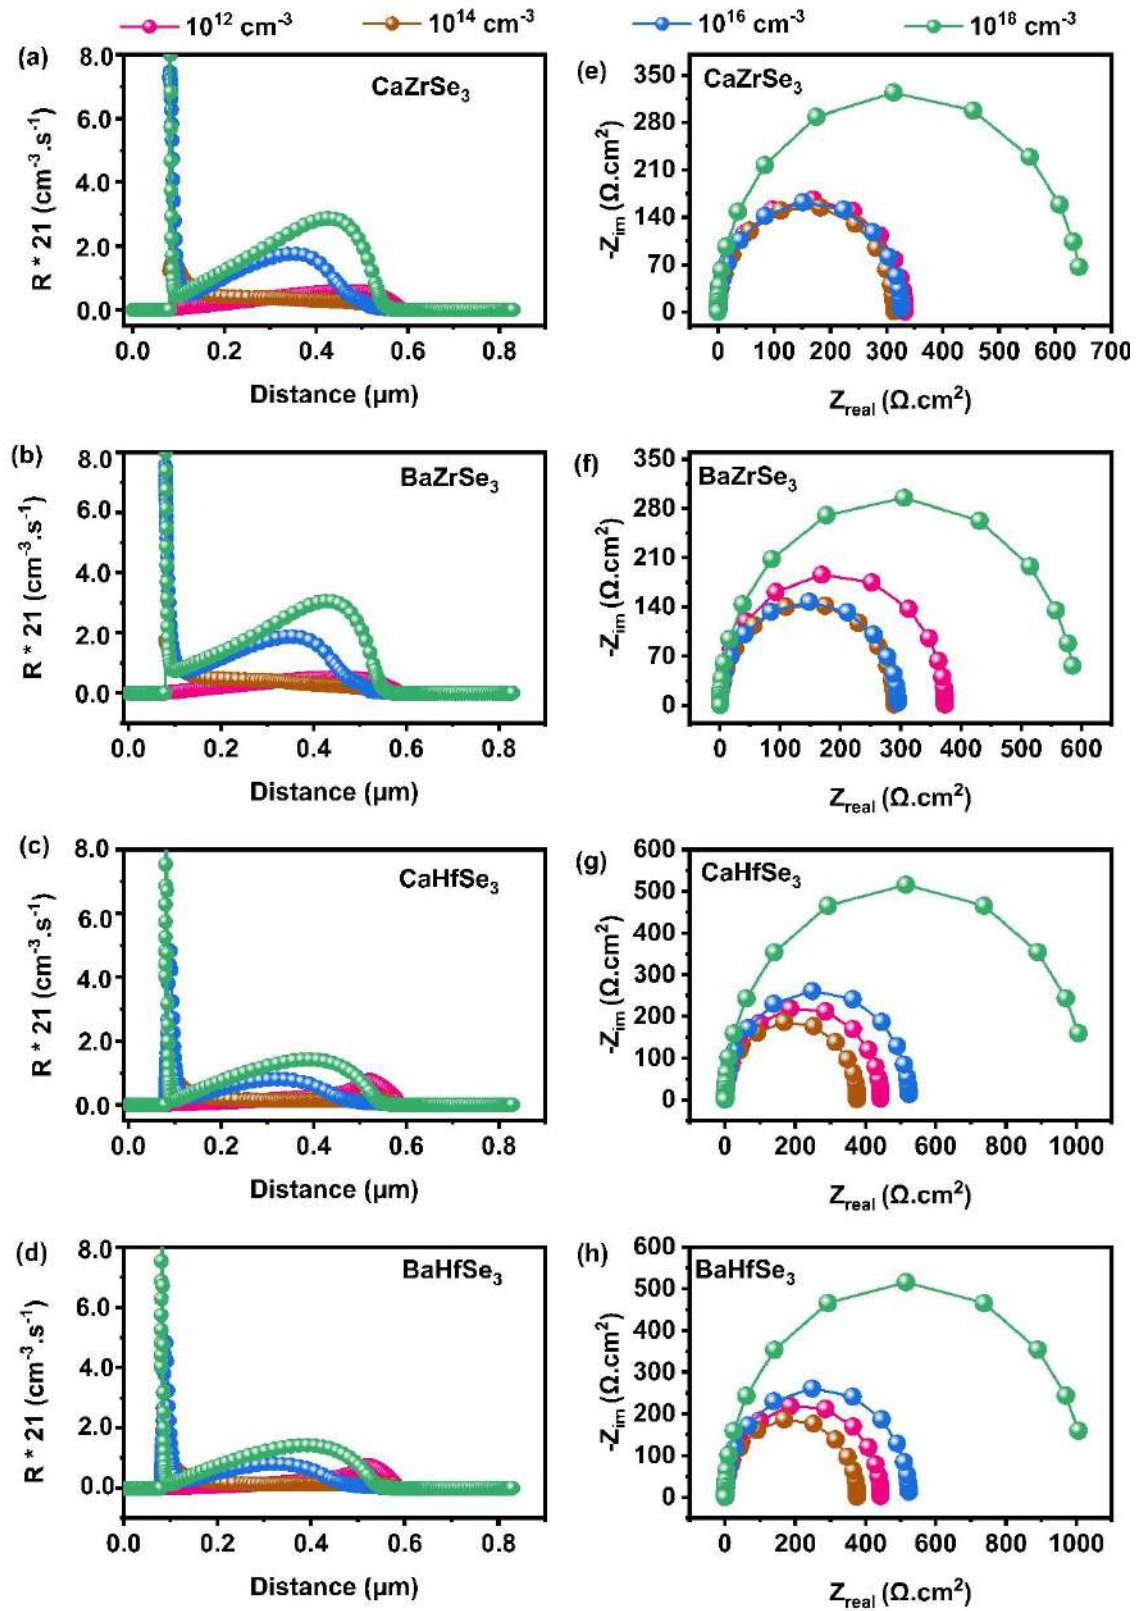 10¹² cm⁻³ 10¹⁴ cm⁻³ 10¹⁶ cm⁻³ 10¹⁸ cm⁻³
(a)
CaZrSe₃
R * 21 (cm⁻³.s⁻¹)
8.0
6.0
4.0
2.0
0.0
0.0 0.2 0.4 0.6 0.8
Distance (µm)
(e)
CaZrSe₃
-Z_im (Ω.cm²)
350
280
210
140
70
0
0 100 200 300 400 500 600 700
Z_real (Ω.cm²)
(b)
BaZrSe₃
R * 21 (cm⁻³.s⁻¹)
8.0
6.0
4.0
2.0
0.0
0.0 0.2 0.4 0.6 0.8
Distance (µm)
(f)
BaZrSe₃
-Z_im (Ω.cm²)
350
280
210
140
70
0
0 100 200 300 400 500 600
Z_real (Ω.cm²)
(c)
CaHfSe₃
R * 21 (cm⁻³.s⁻¹)
8.0
6.0
4.0
2.0
0.0
0.0 0.2 0.4 0.6 0.8
Distance (µm)
(g)
CaHfSe₃
-Z_im (Ω.cm²)
600
500
400
300
200
100
0
0 200 400 600 800 1000
Z_real (Ω.cm²)
(d)
BaHfSe₃
R * 21 (cm⁻³.s⁻¹)
8.0
6.0
4.0
2.0
0.0
0.0 0.2 0.4 0.6 0.8
Distance (µm)
(h)
BaHfSe₃
-Z_im (Ω.cm²)
600
500
400
300
200
100
0
0 200 400 600 800 1000
Z_real (Ω.cm²)